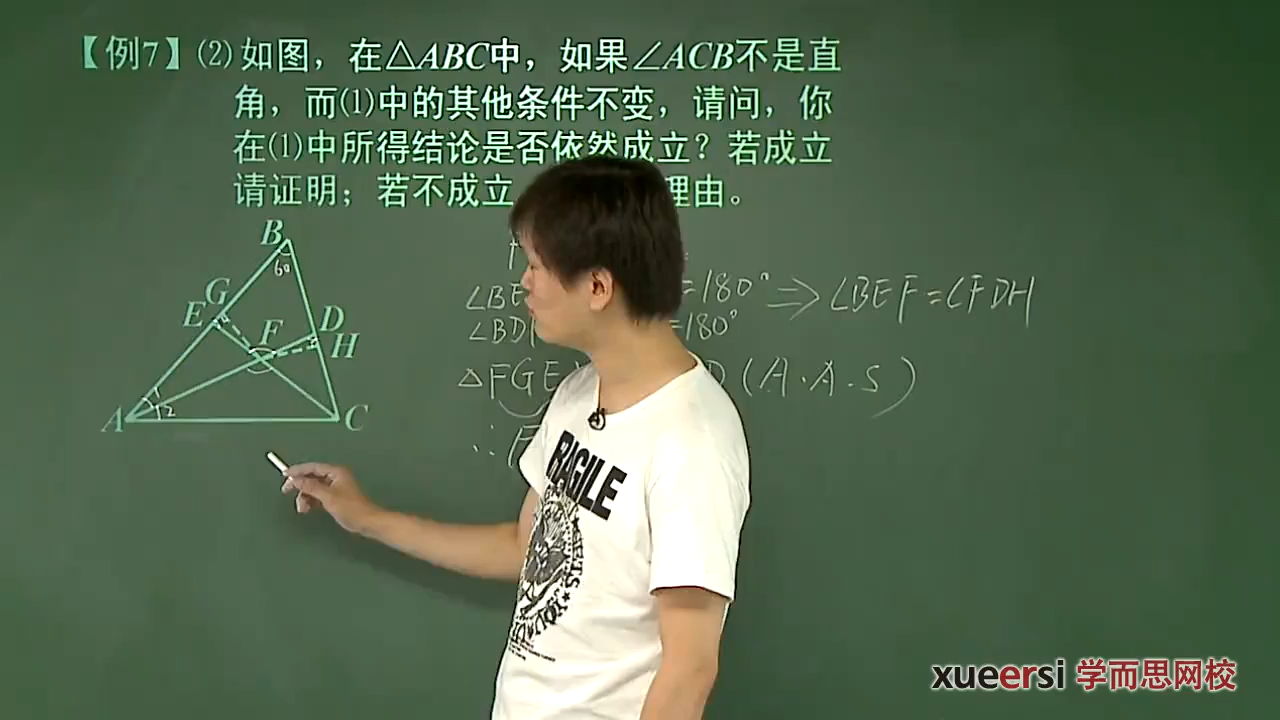 【例7】(2)如图，在△ABC中，如果∠ACB不是直
角，而(1)中的其他条件不变，请问，你
在(1)中所得结论是否依然成立？若成立
请证明；若不成立 理由。
B
60
G
E
F
D
H
1
2
A
C
∠BE =180° ⇒ ∠BEF=∠FDH
∠BD =180°
△FGE D (A.A.S)
∴F
FRAGILE
xueersi 学而思网校